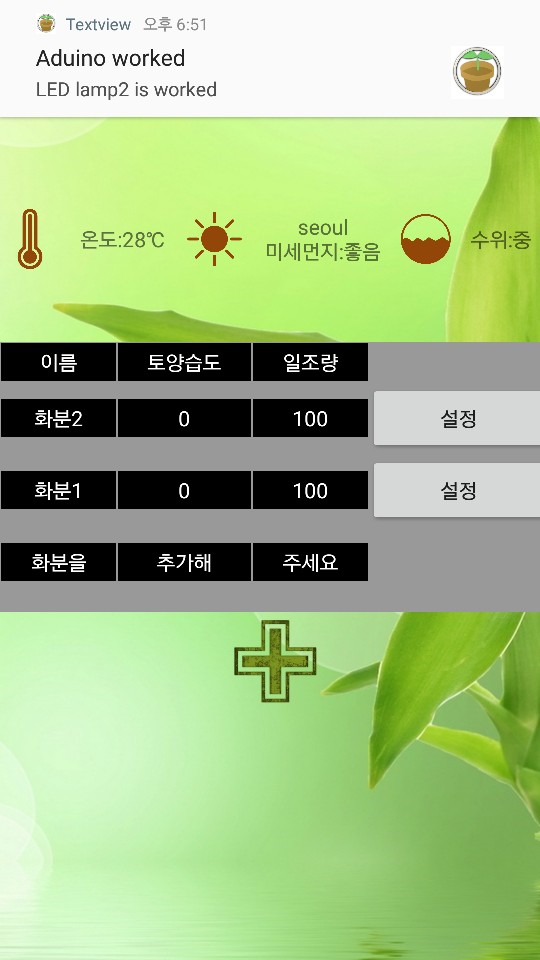 Textview 오후 6:51
Aduino worked
LED lamp2 is worked
온도:28℃
seoul
미세먼지:좋음
수위:중
이름 토양습도 일조량
화분2 0 100 설정
화분1 0 100 설정
화분을 추가해 주세요